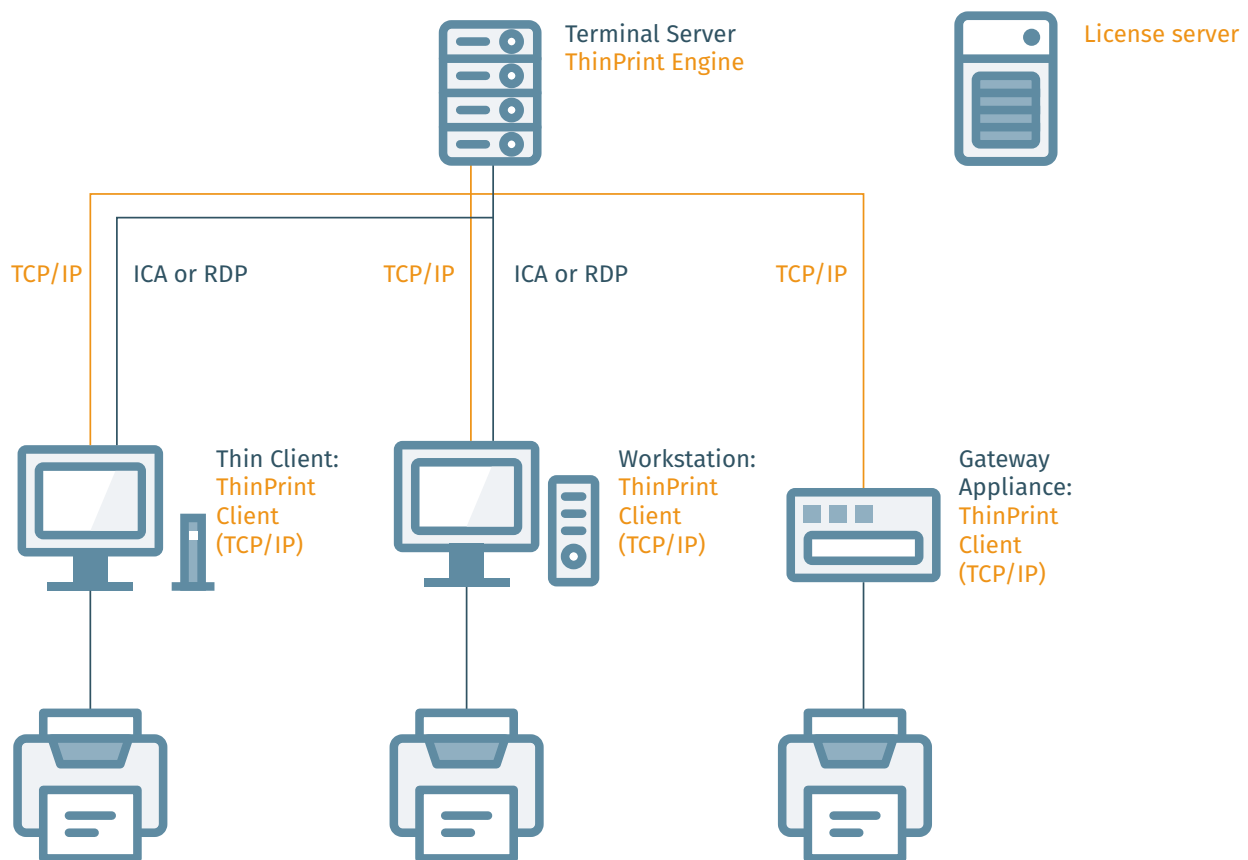 Terminal Server
ThinPrint Engine
License server
TCP/IP
ICA or RDP
TCP/IP
ICA or RDP
TCP/IP
Thin Client:
ThinPrint
Client
(TCP/IP)
Workstation:
ThinPrint
Client
(TCP/IP)
Gateway
Appliance:
ThinPrint
Client
(TCP/IP)